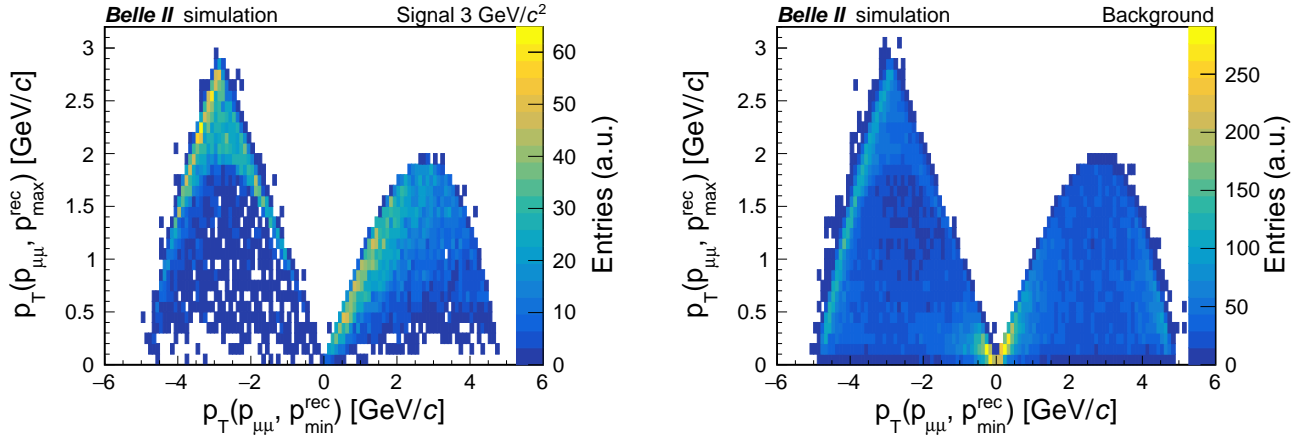 Belle II simulation Signal 3 GeV/c²
3
2.5
2
1.5
1
0.5
0
−6 −4 −2 0 2 4 6
p_T(p_μμ, p_min^rec) [GeV/c]
p_T(p_μμ, p_max^rec) [GeV/c]
60
50
40
30
20
10
0
Entries (a.u.)
Belle II simulation Background
3
2.5
2
1.5
1
0.5
0
−6 −4 −2 0 2 4 6
p_T(p_μμ, p_min^rec) [GeV/c]
p_T(p_μμ, p_max^rec) [GeV/c]
250
200
150
100
50
0
Entries (a.u.)